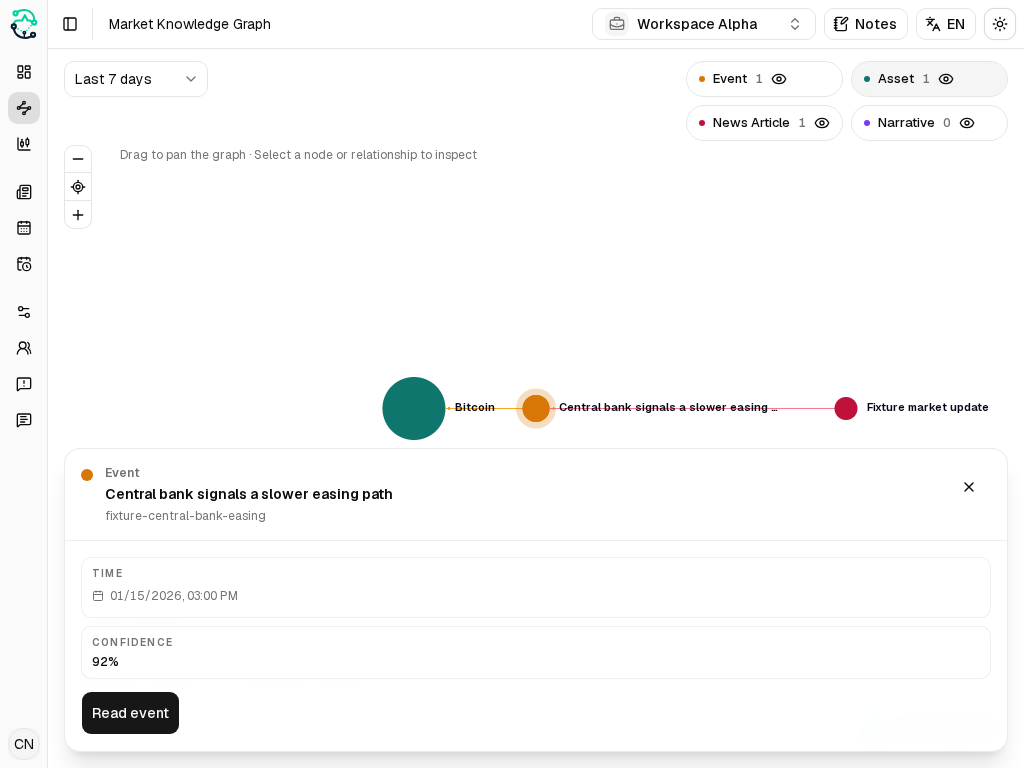 Market Knowledge Graph
Workspace Alpha
Notes
EN
Last 7 days
Event 1
Asset 1
News Article 1
Narrative 0
Drag to pan the graph · Select a node or relationship to inspect
Bitcoin
Central bank signals a slower easing …
Fixture market update
Event
Central bank signals a slower easing path
fixture-central-bank-easing
TIME
01/15/2026, 03:00 PM
CONFIDENCE
92%
Read event
CN